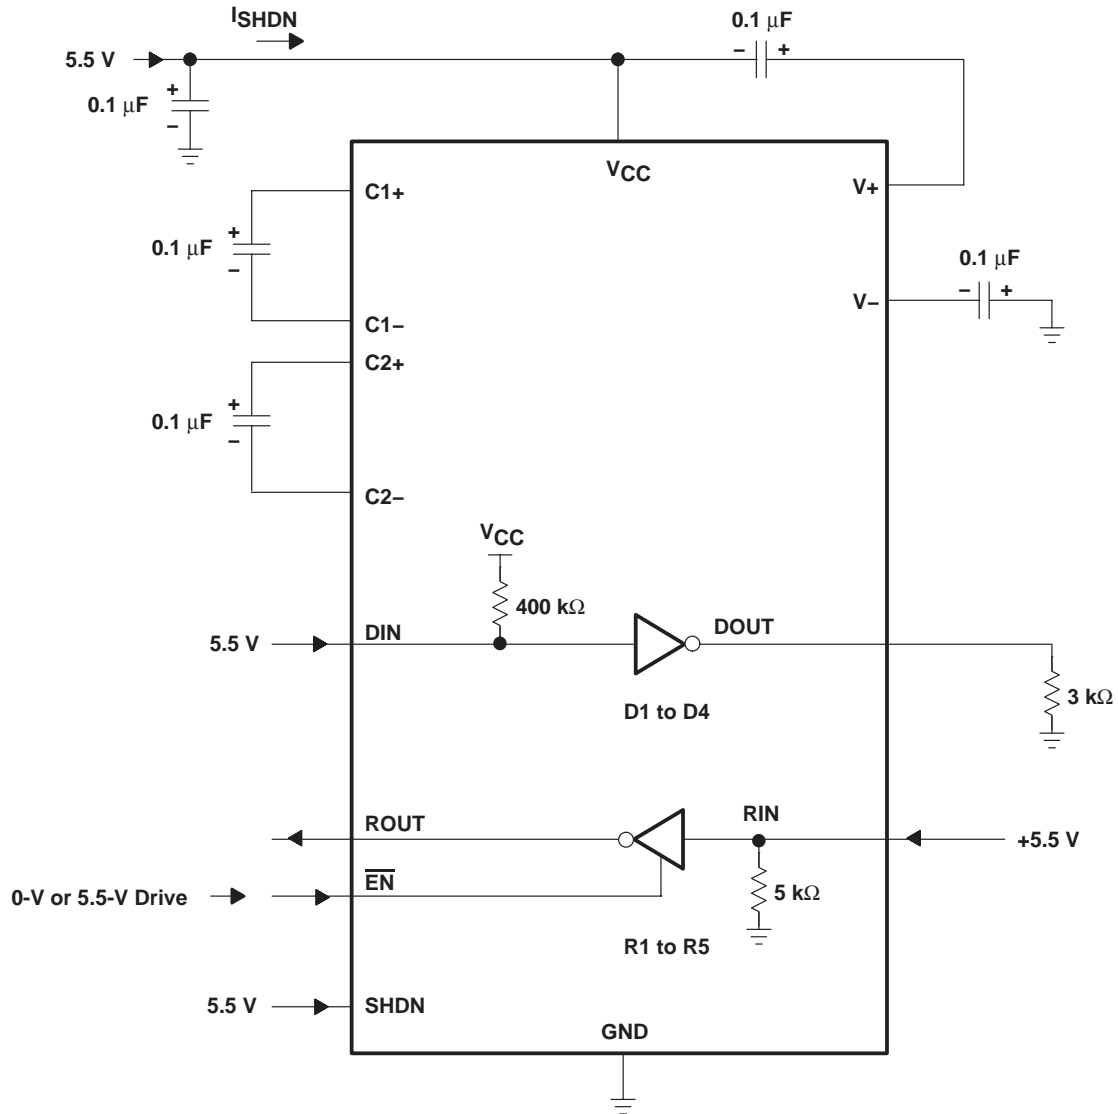 I_SHDN
0.1 μF
5.5 V
– +
+
0.1 μF
–
VCC
C1+
V+
+
0.1 μF
–
0.1 μF
– +
V–
C1–
C2+
+
0.1 μF
–
C2–
VCC
400 kΩ
5.5 V
DIN
DOUT
D1 to D4
3 kΩ
ROUT
RIN
+5.5 V
EN
0-V or 5.5-V Drive
5 kΩ
R1 to R5
5.5 V
SHDN
GND